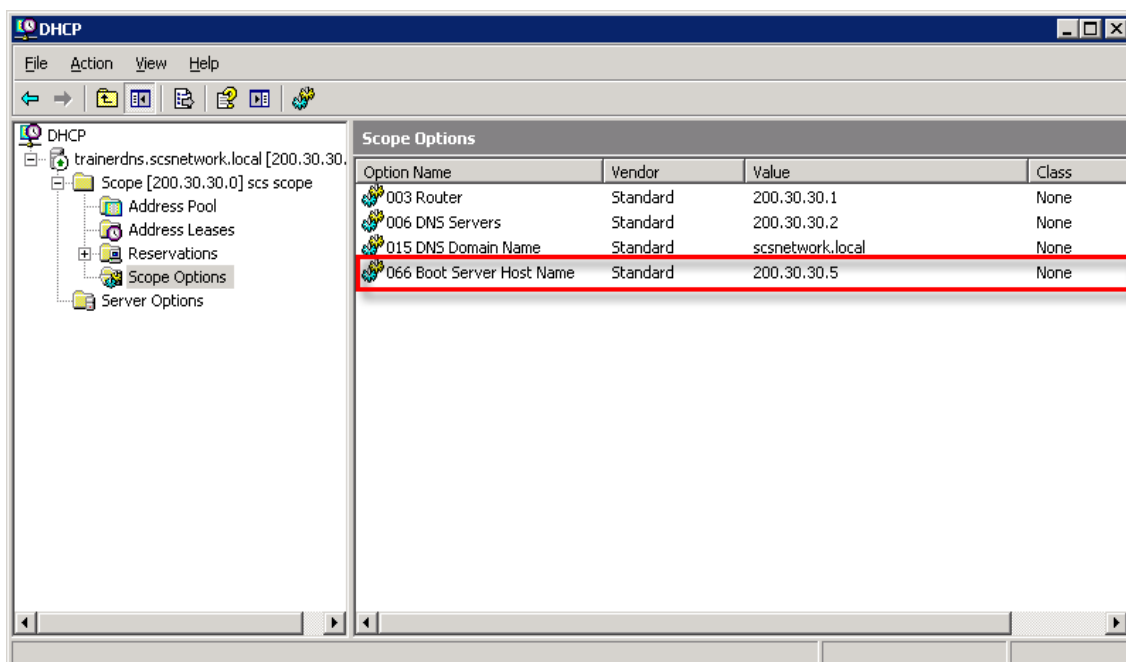 DHCP
File Action View Help
DHCP
trainerdns.scsnetwork.local [200.30.30.
Scope [200.30.30.0] scs scope
Address Pool
Address Leases
Reservations
Scope Options
Server Options
Scope Options
Option Name Vendor Value Class
003 Router Standard 200.30.30.1 None
006 DNS Servers Standard 200.30.30.2 None
015 DNS Domain Name Standard scsnetwork.local None
066 Boot Server Host Name Standard 200.30.30.5 None